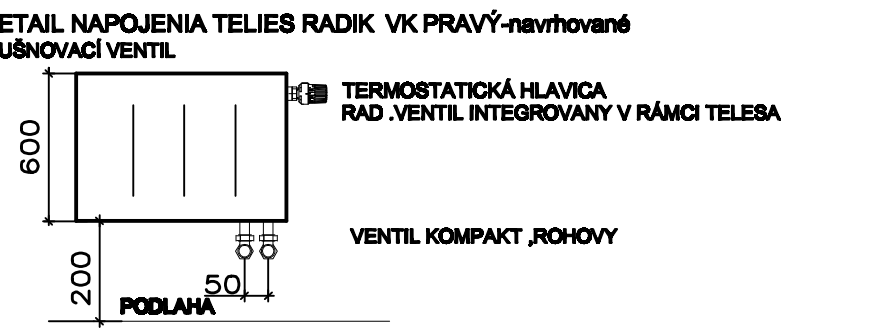 ETAIL NAPOJENIA TELIES RADIK VK PRAVÝ-navrhované
UŠNOVACÍ VENTIL
TERMOSTATICKÁ HLAVICA
RAD .VENTIL INTEGROVANY V RÁMCI TELESA
600
VENTIL KOMPAKT ,ROHOVY
200
50
PODLAHA